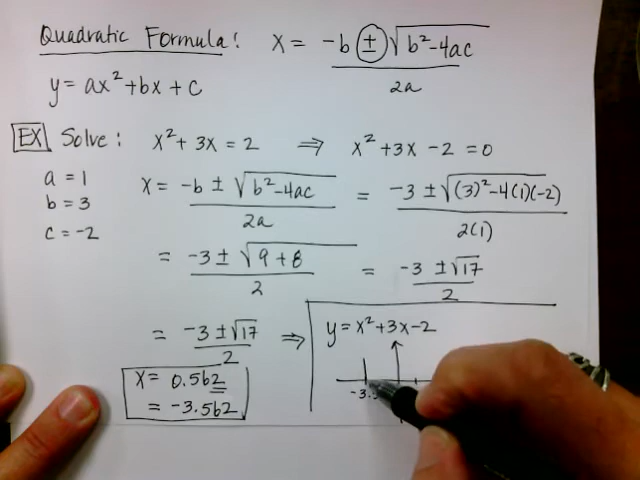 Quadratic Formula: x = -b ± √b²-4ac / 2a
y = ax² + bx + c
EX Solve: x² + 3x = 2 ⇒ x² + 3x - 2 = 0
a = 1
b = 3
c = -2
x = -b ± √b²-4ac / 2a = -3 ± √(3)²-4(1)(-2) / 2(1)
= -3 ± √9+8 / 2 = -3 ± √17 / 2
= -3 ± √17 / 2 ⇒ y = x² + 3x - 2
x = 0.562
= -3.562